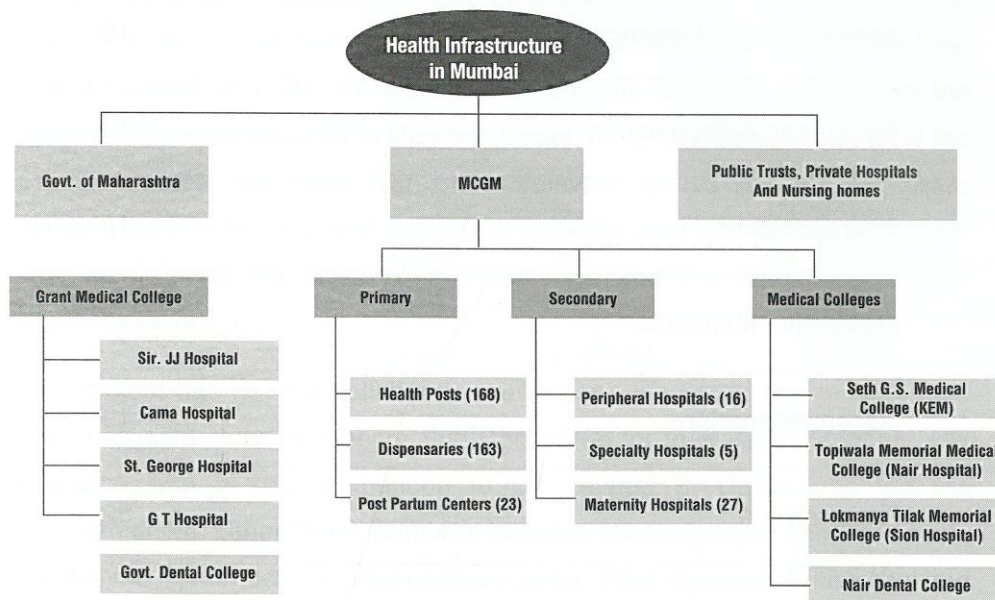 Health Infrastructure
in Mumbai
Govt. of Maharashtra
MCGM
Public Trusts, Private Hospitals
And Nursing homes
Grant Medical College
Sir. JJ Hospital
Cama Hospital
St. George Hospital
G T Hospital
Govt. Dental College
Primary
Health Posts (168)
Dispensaries (163)
Post Partum Centers (23)
Secondary
Peripheral Hospitals (16)
Specialty Hospitals (5)
Maternity Hospitals (27)
Medical Colleges
Seth G.S. Medical
College (KEM)
Topiwala Memorial Medical
College (Nair Hospital)
Lokmanya Tilak Memorial
College (Sion Hospital)
Nair Dental College